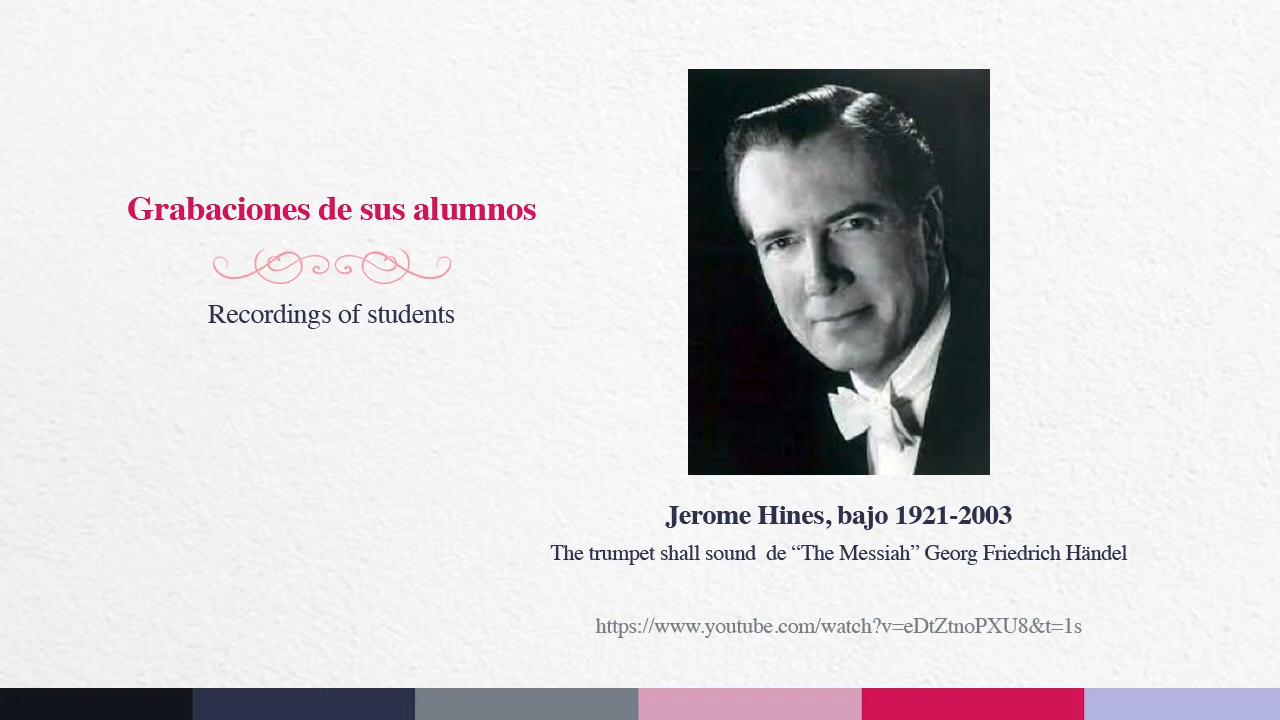 Grabaciones de sus alumnos
Recordings of students
Jerome Hines, bajo 1921-2003
The trumpet shall sound  de “The Messiah” Georg Friedrich Händel
https://www.youtube.com/watch?v=eDtZtnoPXU8&t=1s